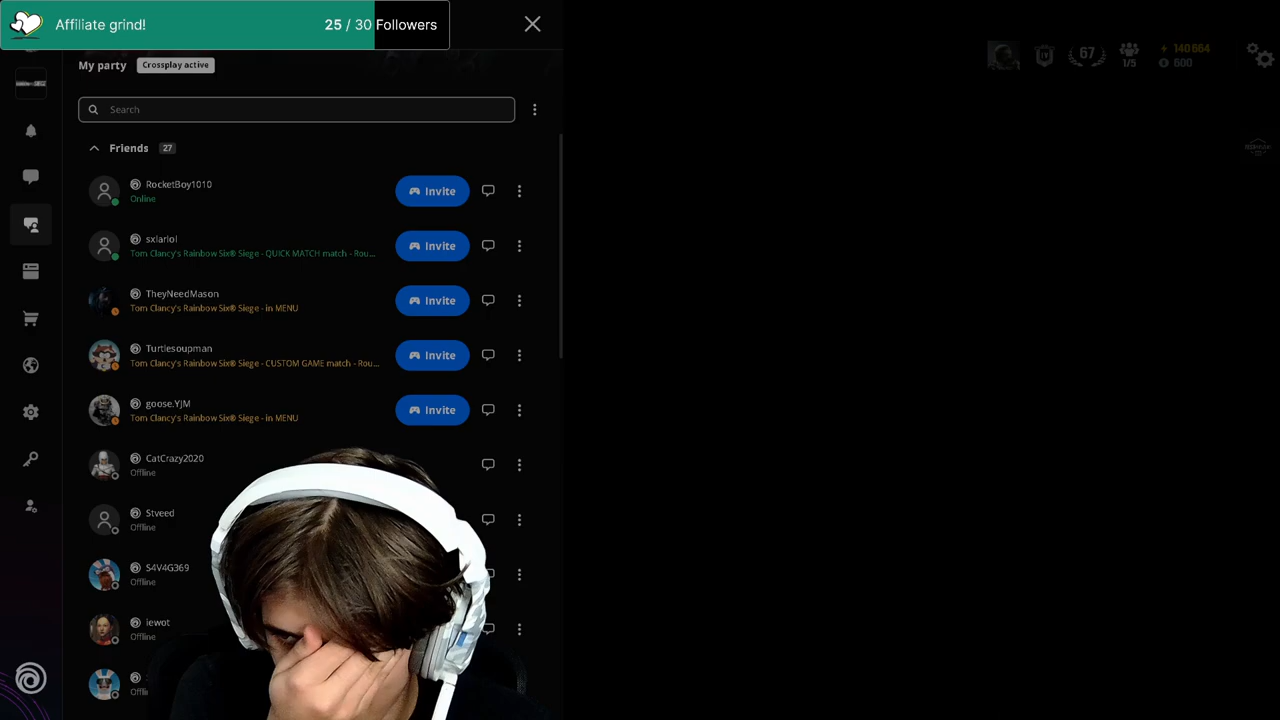 Affiliate grind! 25 / 30 Followers
My party Crossplay active
67 1/5 140 664 600
Search
Friends 27
RocketBoy1010
Online
Invite
sxlarlol
Tom Clancy's Rainbow Six® Siege - QUICK MATCH match - Rou...
Invite
TheyNeedMason
Tom Clancy's Rainbow Six® Siege - in MENU
Invite
Turtlesoupman
Tom Clancy's Rainbow Six® Siege - CUSTOM GAME match - Rou...
Invite
goose.YJM
Tom Clancy's Rainbow Six® Siege - in MENU
Invite
CatCrazy2020
Offline
Stveed
Offline
S4V4G369
Offline
iewot
Offline